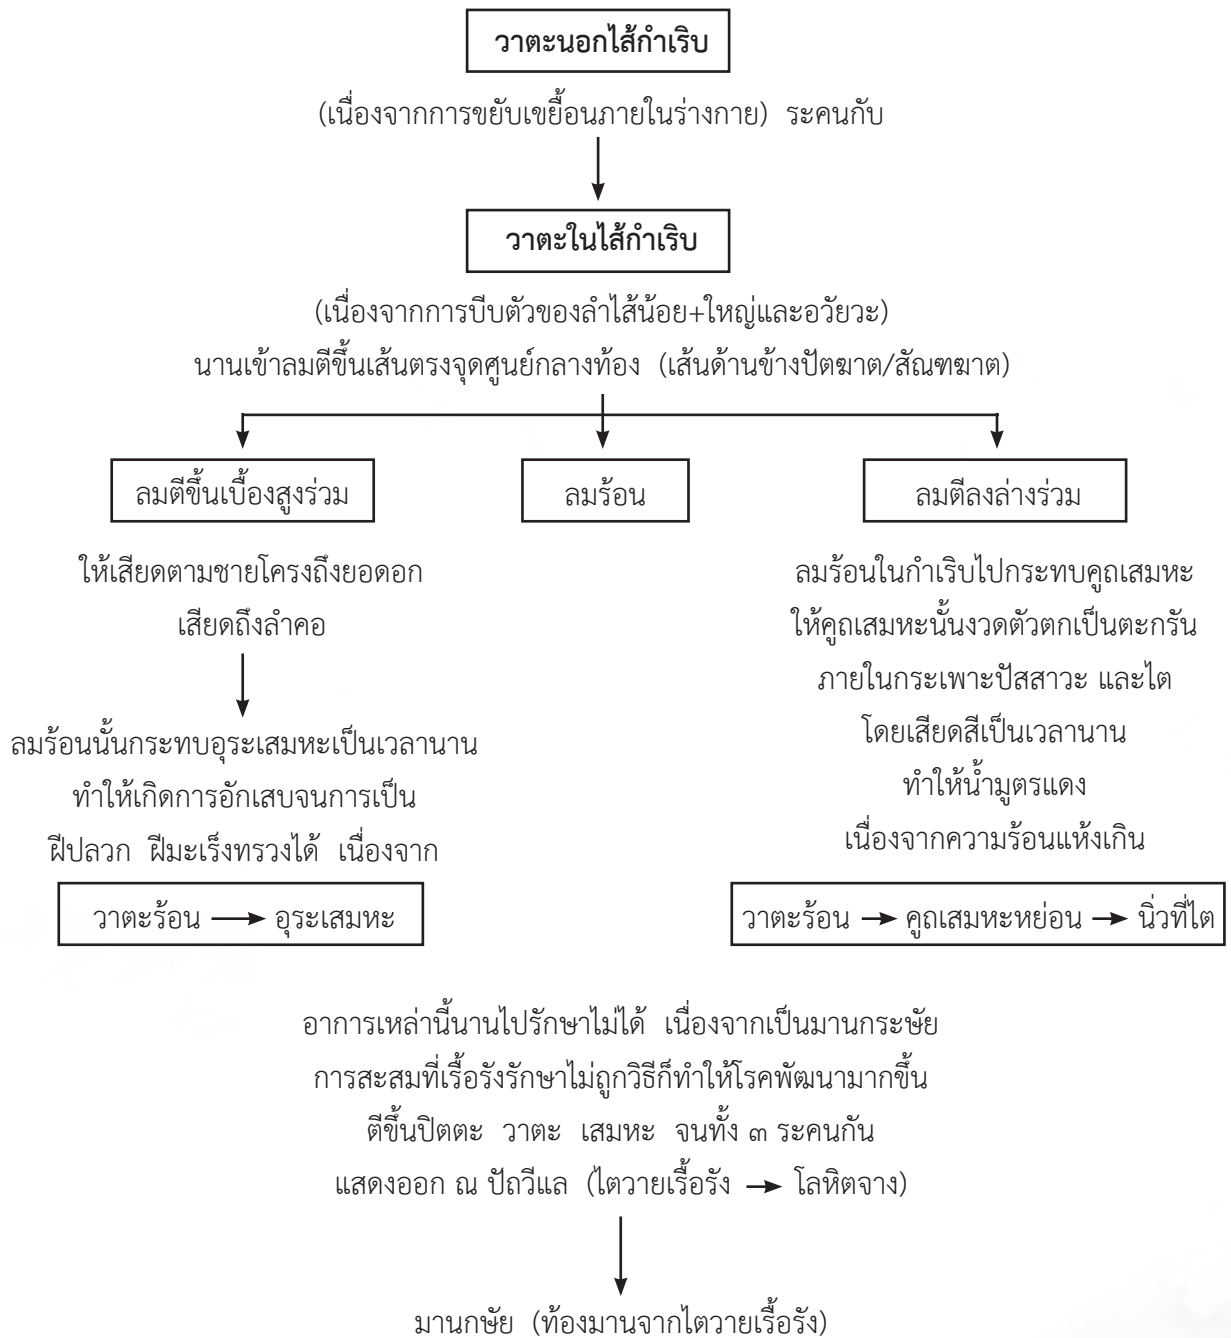 วาตะนอกไส้กำเริบ
(เนื่องจากการขยับเขยื้อนภายในร่างกาย) ระคนกับ
วาตะในไส้กำเริบ
(เนื่องจากการบีบตัวของลำไส้น้อย+ใหญ่และอวัยวะ)
นานเข้าลมตีขึ้นเส้นตรงจุดศูนย์กลางท้อง (เส้นด้านข้างปัตฆาต/สัณฑฆาต)
ลมตีขึ้นเบื้องสูงร่วม
ให้เสียดตามชายโครงถึงยอดอก
เสียดถึงลำคอ
ลมร้อนนั้นกระทบอุระเสมหะเป็นเวลานาน
ทำให้เกิดการอักเสบจนการเป็น
ฝีปลวก ฝีมะเร็งทรวงได้ เนื่องจาก
วาตะร้อน → อุระเสมหะ
ลมร้อน
ลมตีลงล่างร่วม
ลมร้อนในกำเริบไปกระทบคูถเสมหะ
ให้คูถเสมหะนั้นงวดตัวตกเป็นตะกรัน
ภายในกระเพาะปัสสาวะ และไต
โดยเสียดสีเป็นเวลานาน
ทำให้น้ำมูตรแดง
เนื่องจากความร้อนแห้งเกิน
วาตะร้อน → คูถเสมหะหย่อน → นิ่วที่ไต
อาการเหล่านี้นานไปรักษาไม่ได้ เนื่องจากเป็นมานกระษัย
การสะสมที่เรื้อรังรักษาไม่ถูกวิธีก็ทำให้โรคพัฒนามากขึ้น
ตีขึ้นปิตตะ วาตะ เสมหะ จนทั้ง ๓ ระคนกัน
แสดงออก ณ ปัถวีแล (ไตวายเรื้อรัง → โลหิตจาง)
มานกษัย (ท้องมานจากไตวายเรื้อรัง)